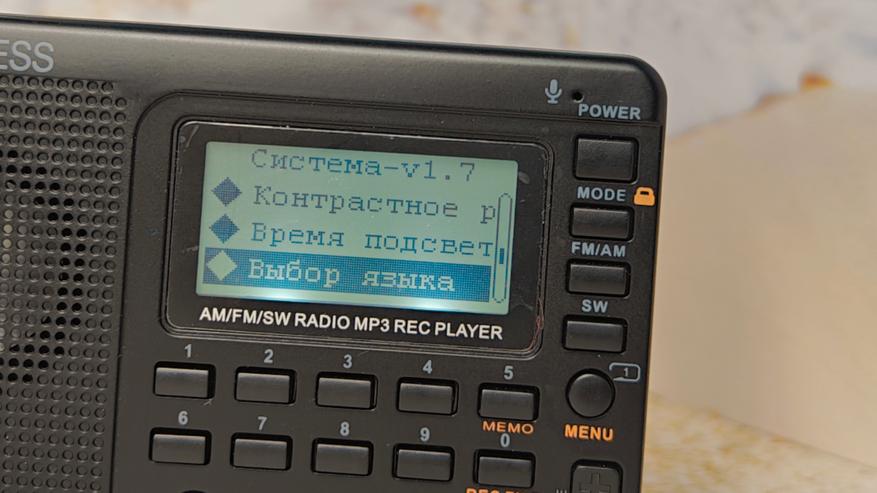 ESS
POWER
Система-v1.7
Контрастное р
Время подсвет
Выбор языка
MODE
FM/AM
SW
AM/FM/SW RADIO MP3 REC PLAYER
1 2 3 4 5
MEMO
1
MENU
6 7 8 9 0